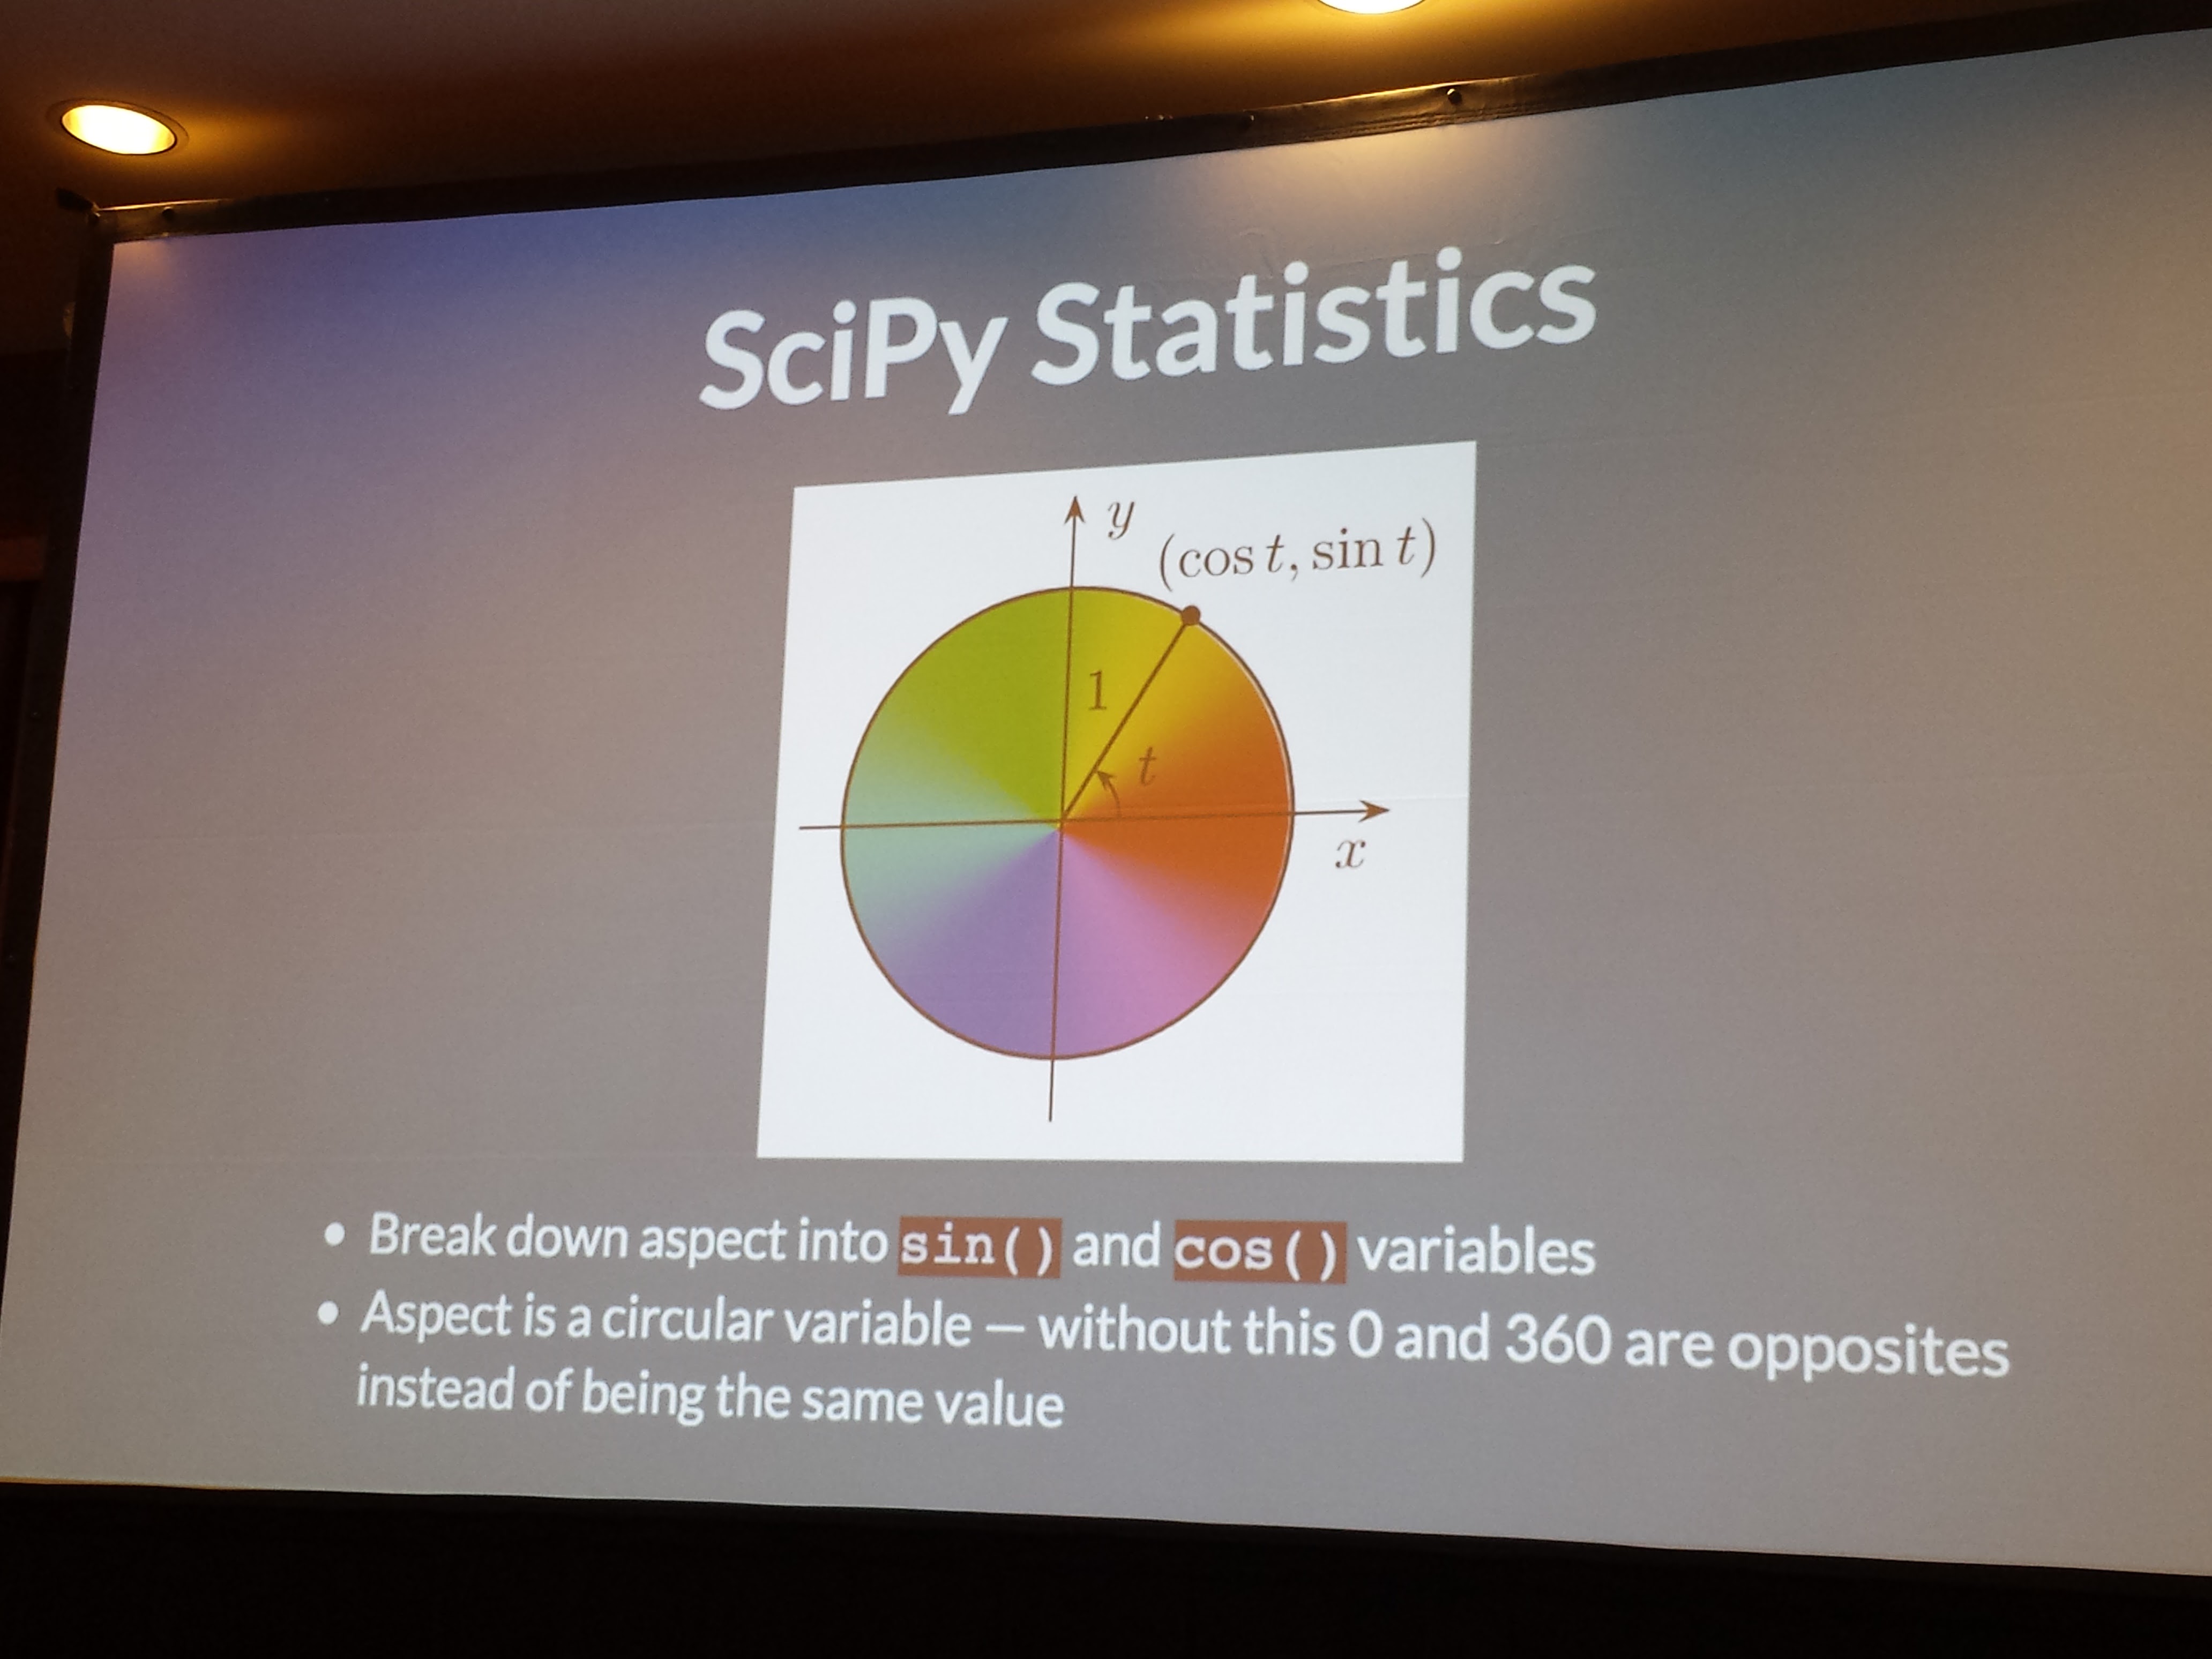 SciPy Statistics
y
(cos t, sin t)
1
t
x
• Break down aspect into sin() and cos() variables
• Aspect is a circular variable — without this 0 and 360 are opposites
instead of being the same value